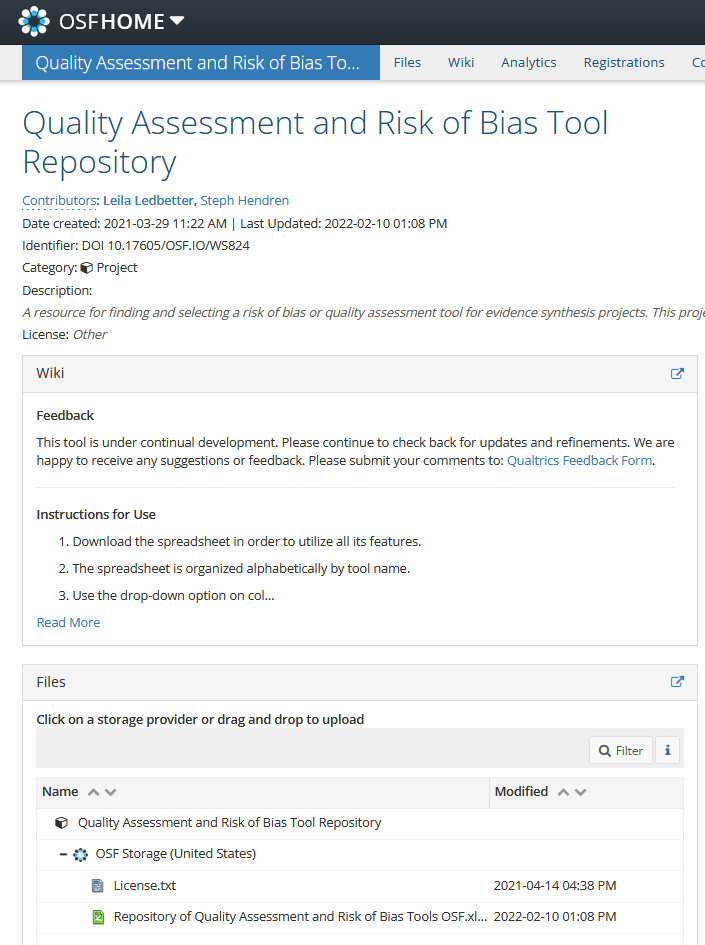 OSFHOME
Quality Assessment and Risk of Bias To... Files Wiki Analytics Registrations Co
Quality Assessment and Risk of Bias Tool
Repository
Contributors: Leila Ledbetter, Steph Hendren
Date created: 2021-03-29 11:22 AM | Last Updated: 2022-02-10 01:08 PM
Identifier: DOI 10.17605/OSF.IO/WS824
Category: Project
Description:
A resource for finding and selecting a risk of bias or quality assessment tool for evidence synthesis projects. This proje
License: Other
Wiki
Feedback
This tool is under continual development. Please continue to check back for updates and refinements. We are
happy to receive any suggestions or feedback. Please submit your comments to: Qualtrics Feedback Form.
Instructions for Use
1. Download the spreadsheet in order to utilize all its features.
2. The spreadsheet is organized alphabetically by tool name.
3. Use the drop-down option on col...
Read More
Files
Click on a storage provider or drag and drop to upload
Filter i
Name Modified
Quality Assessment and Risk of Bias Tool Repository
OSF Storage (United States)
License.txt 2021-04-14 04:38 PM
Repository of Quality Assessment and Risk of Bias Tools OSF.xl... 2022-02-10 01:08 PM